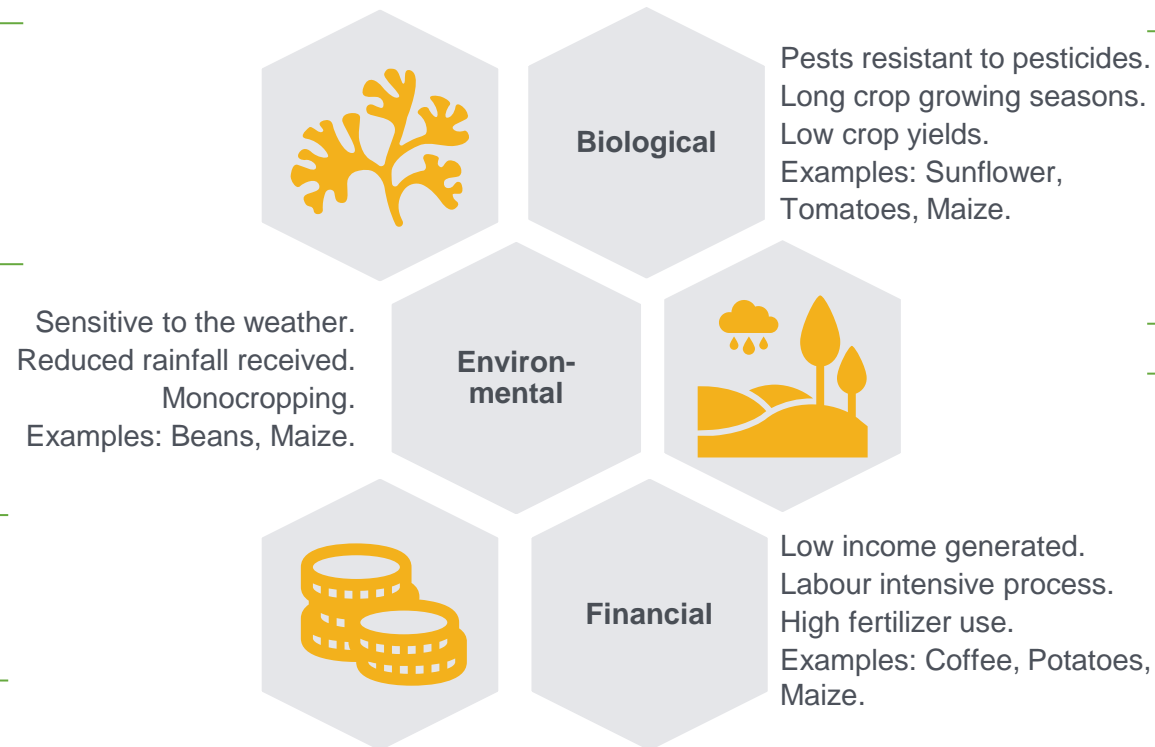 Biological
Pests resistant to pesticides.
Long crop growing seasons.
Low crop yields.
Examples: Sunflower,
Tomatoes, Maize.
Sensitive to the weather.
Reduced rainfall received.
Monocropping.
Examples: Beans, Maize.
Environ-
mental
Financial
Low income generated.
Labour intensive process.
High fertilizer use.
Examples: Coffee, Potatoes,
Maize.